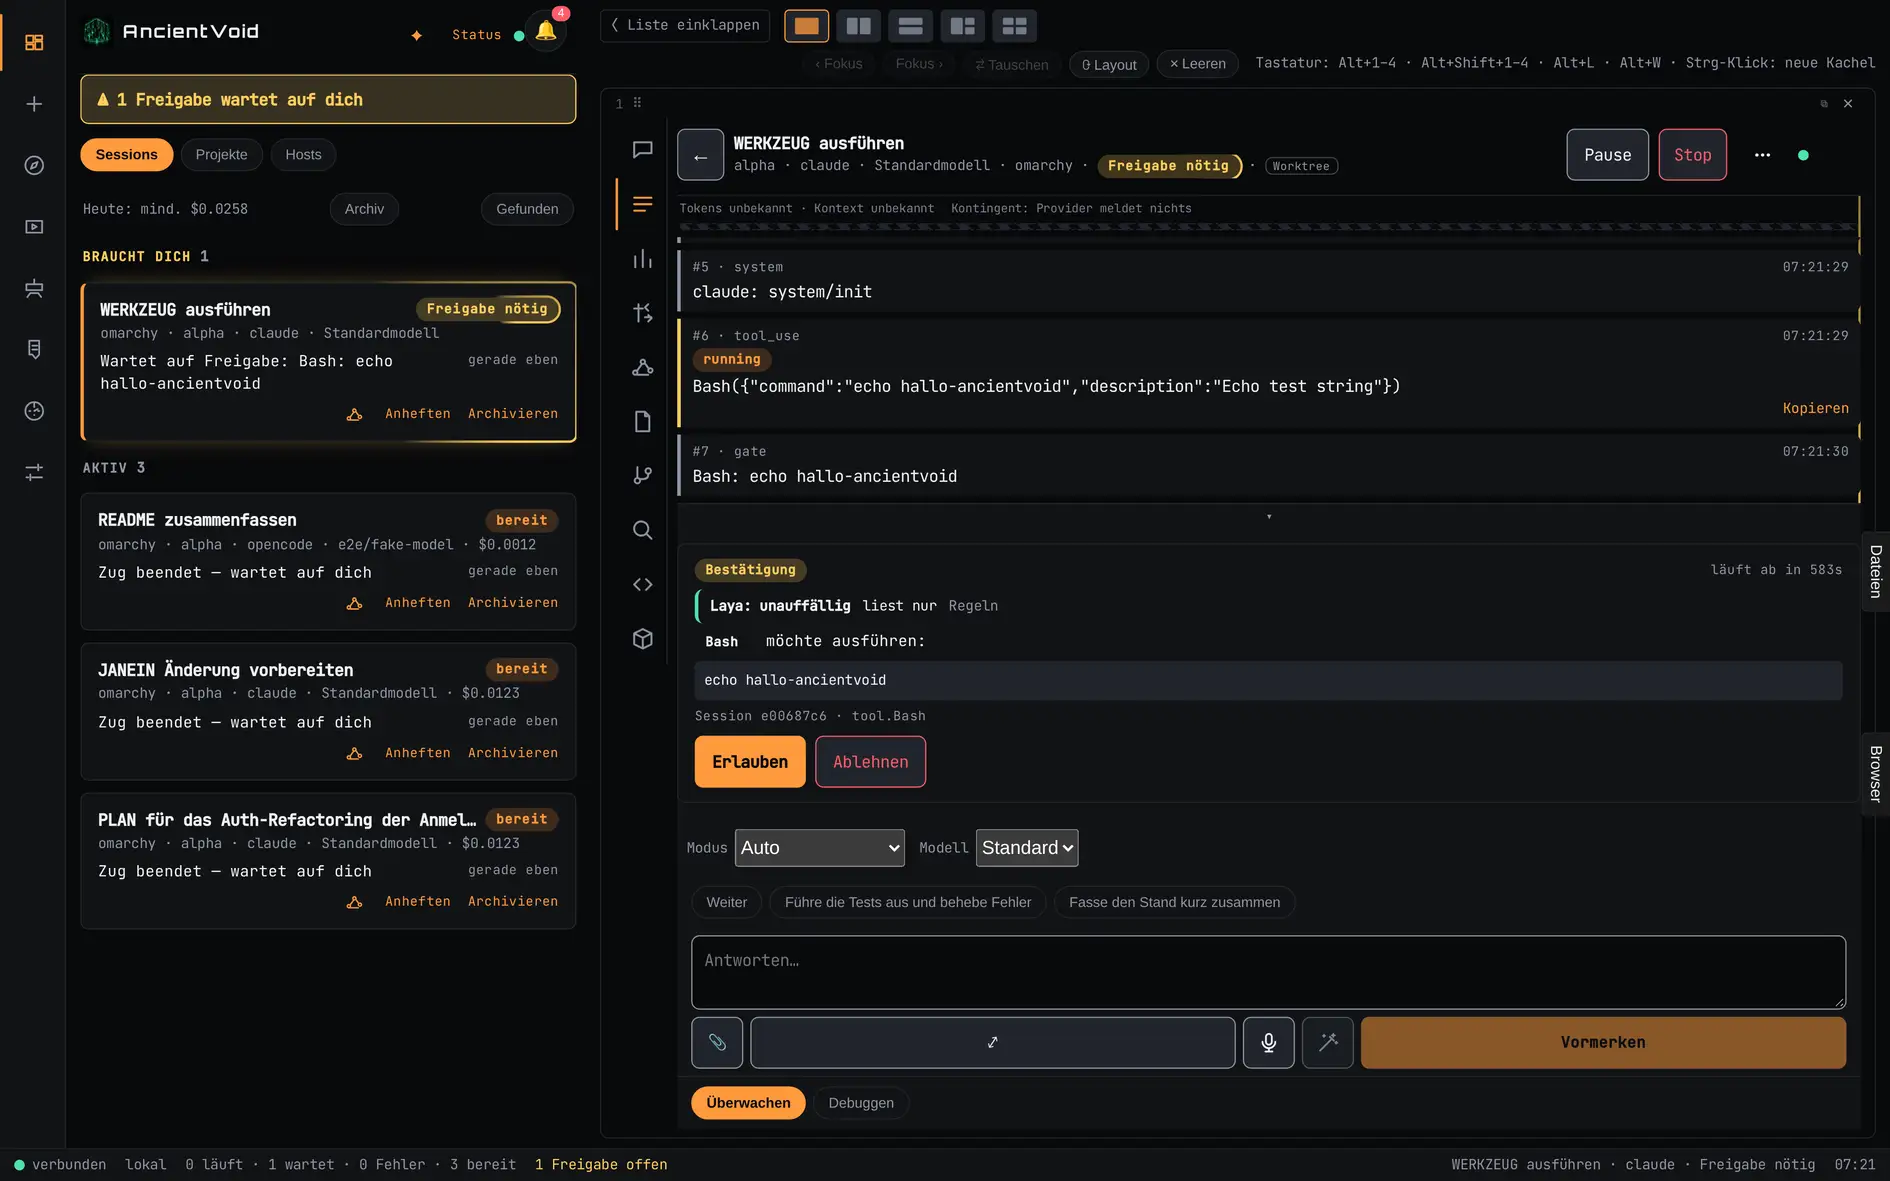 AncientVoid
Status
4
1 Freigabe wartet auf dich
Sessions
Projekte
Hosts
Heute: mind. $0.0258
Archiv
Gefunden
BRAUCHT DICH 1
WERKZEUG ausführen
Freigabe nötig
omarchy · alpha · claude · Standardmodell
Wartet auf Freigabe: Bash: echo
hallo-ancientvoid
gerade eben
Anheften
Archivieren
AKTIV 3
README zusammenfassen
bereit
omarchy · alpha · opencode · e2e/fake-model · $0.0012
Zug beendet — wartet auf dich
gerade eben
Anheften
Archivieren
JANEIN Änderung vorbereiten
bereit
omarchy · alpha · claude · Standardmodell · $0.0123
Zug beendet — wartet auf dich
gerade eben
Anheften
Archivieren
PLAN für das Auth-Refactoring der Anmel…
bereit
omarchy · alpha · claude · Standardmodell · $0.0123
Zug beendet — wartet auf dich
gerade eben
Anheften
Archivieren
Liste einklappen
‹ Fokus
Fokus ›
⇄ Tauschen
Layout
× Leeren
Tastatur: Alt+1–4 · Alt+Shift+1–4 · Alt+L · Alt+W · Strg-Klick: neue Kachel
1
WERKZEUG ausführen
alpha · claude · Standardmodell · omarchy · Freigabe nötig · Worktree
Pause
Stop
Tokens unbekannt · Kontext unbekannt Kontingent: Provider meldet nichts
#5 · system
07:21:29
claude: system/init
#6 · tool_use
07:21:29
running
Bash({"command":"echo hallo-ancientvoid","description":"Echo test string"})
Kopieren
#7 · gate
07:21:30
Bash: echo hallo-ancientvoid
Bestätigung
läuft ab in 583s
Laya: unauffällig liest nur Regeln
Bash möchte ausführen:
echo hallo-ancientvoid
Session e00687c6 · tool.Bash
Erlauben
Ablehnen
Modus
Auto
Modell
Standard
Weiter
Führe die Tests aus und behebe Fehler
Fasse den Stand kurz zusammen
Antworten…
Vormerken
Überwachen
Debuggen
Dateien
Browser
verbunden lokal 0 läuft · 1 wartet · 0 Fehler · 3 bereit 1 Freigabe offen
WERKZEUG ausführen · claude · Freigabe nötig 07:21